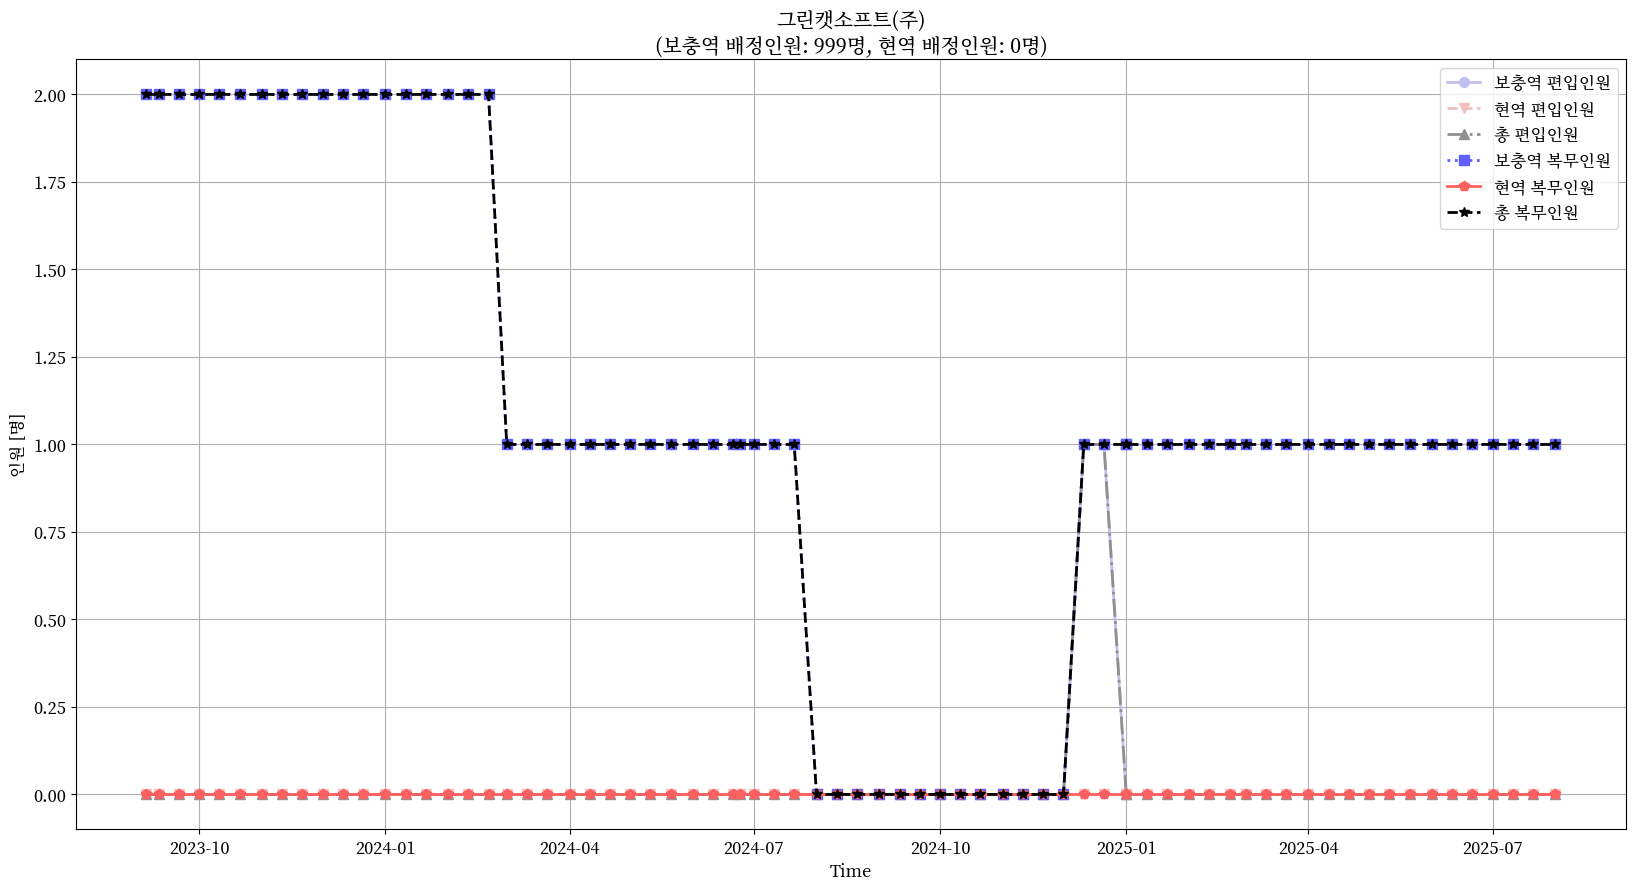 그린캣소프트(주)
(보충역 배정인원: 999명, 현역 배정인원: 0명)
보충역 편입인원
현역 편입인원
총 편입인원
보충역 복무인원
현역 복무인원
총 복무인원
인원 [명]
2.00
1.75
1.50
1.25
1.00
0.75
0.50
0.25
0.00
2023-10
2024-01
2024-04
2024-07
2024-10
2025-01
2025-04
2025-07
Time